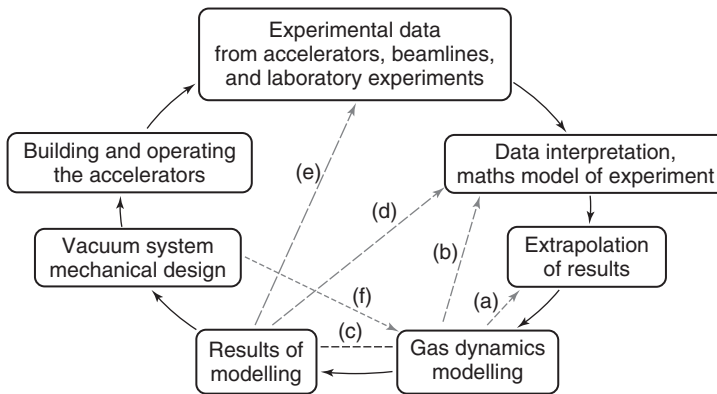 Experimental data
from accelerators, beamlines,
and laboratory experiments
Building and operating
the accelerators
(e)
Data interpretation,
maths model of experiment
(d)
Vacuum system
mechanical design
(b)
Extrapolation
of results
(f)
(a)
(c)
Results of
modelling
Gas dynamics
modelling